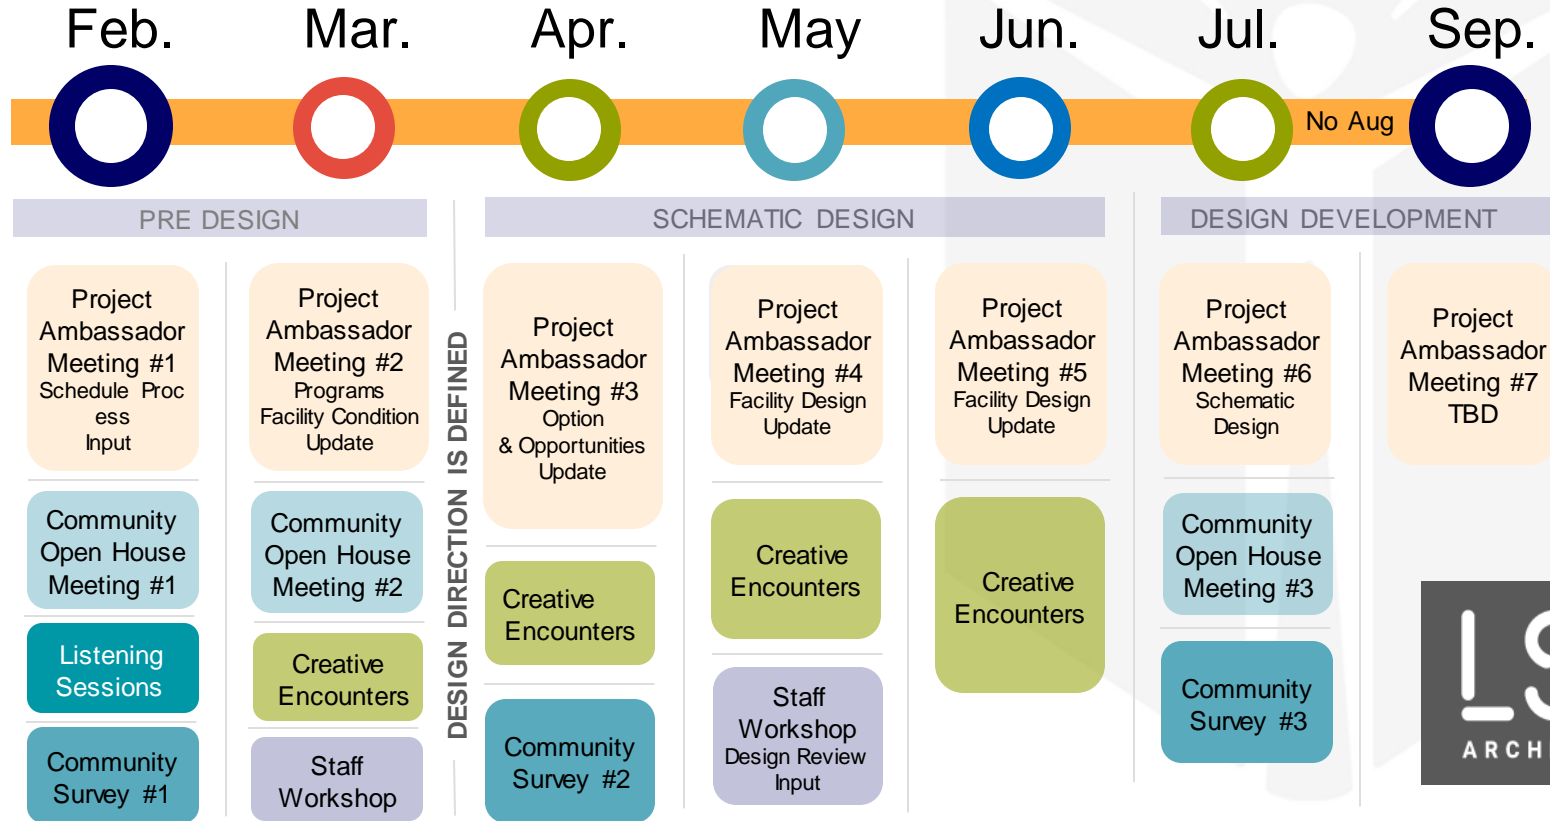 Feb.
Mar.
Apr.
May
Jun.
Jul.
Sep.
No Aug
PRE DESIGN
SCHEMATIC DESIGN
DESIGN DEVELOPMENT
Project
Ambassador
Meeting #1
Schedule Proc
ess
Input
Community
Open House
Meeting #1
Listening
Sessions
Community
Survey #1
Project
Ambassador
Meeting #2
Programs
Facility Condition
Update
Community
Open House
Meeting #2
Creative
Encounters
Staff
Workshop
DESIGN DIRECTION IS DEFINED
Project
Ambassador
Meeting #3
Option
& Opportunities
Update
Creative
Encounters
Community
Survey #2
Project
Ambassador
Meeting #4
Facility Design
Update
Creative
Encounters
Staff
Workshop
Design Review
Input
Project
Ambassador
Meeting #5
Facility Design
Update
Creative
Encounters
Project
Ambassador
Meeting #6
Schematic
Design
Community
Open House
Meeting #3
Community
Survey #3
Project
Ambassador
Meeting #7
TBD
LS
ARCH